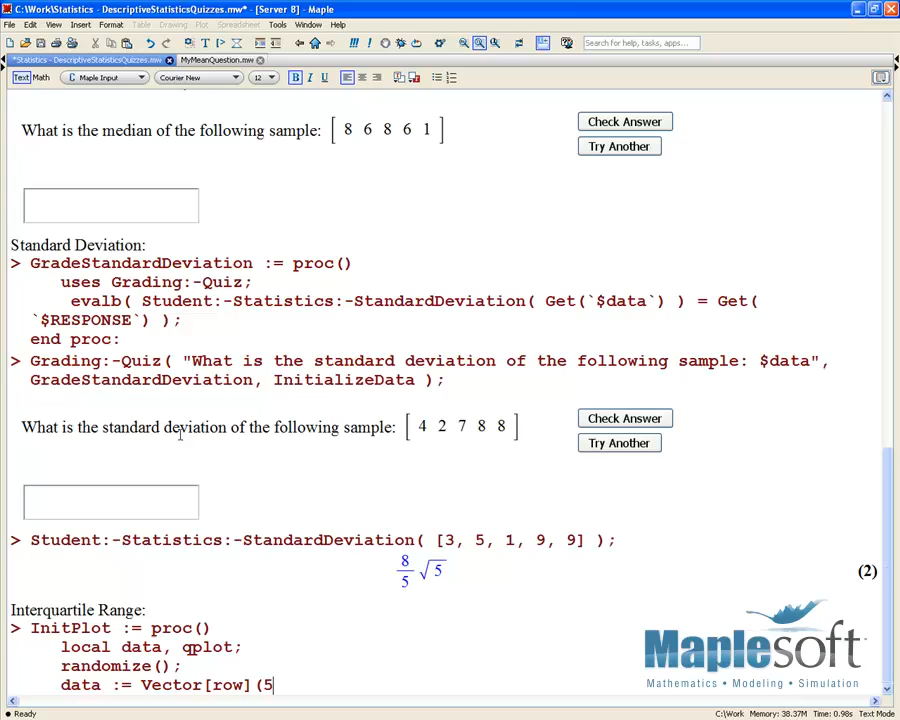 C:\Work\Statistics - DescriptiveStatisticsQuizzes.mw* - [Server 8] - Maple
File Edit View Insert Format Table Drawing Plot Spreadsheet Tools Window Help
Search for help, tasks, apps...
*Statistics - DescriptiveStatisticsQuizzes.mw MyMeanQuestion.mw
Text Math Maple Input Courier New 12 B I U
What is the median of the following sample: [ 8 6 8 6 1 ]
Check Answer
Try Another
Standard Deviation:
> GradeStandardDeviation := proc()
uses Grading:-Quiz;
evalb( Student:-Statistics:-StandardDeviation( Get(`$data`) ) = Get(
`$RESPONSE`) );
end proc:
> Grading:-Quiz( "What is the standard deviation of the following sample: $data",
GradeStandardDeviation, InitializeData );
What is the standard deviation of the following sample: [ 4 2 7 8 8 ]
Check Answer
Try Another
> Student:-Statistics:-StandardDeviation( [3, 5, 1, 9, 9] );
8/5 √5
(2)
Interquartile Range:
> InitPlot := proc()
local data, qplot;
randomize();
data := Vector[row](5
Maplesoft
Mathematics • Modeling • Simulation
Ready
C:\Work Memory: 38.37M Time: 0.98s Text Mode